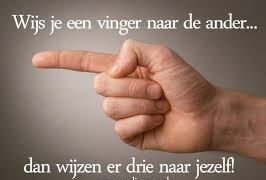 Wijs je een vinger naar de ander...
dan wijzen er drie naar jezelf!